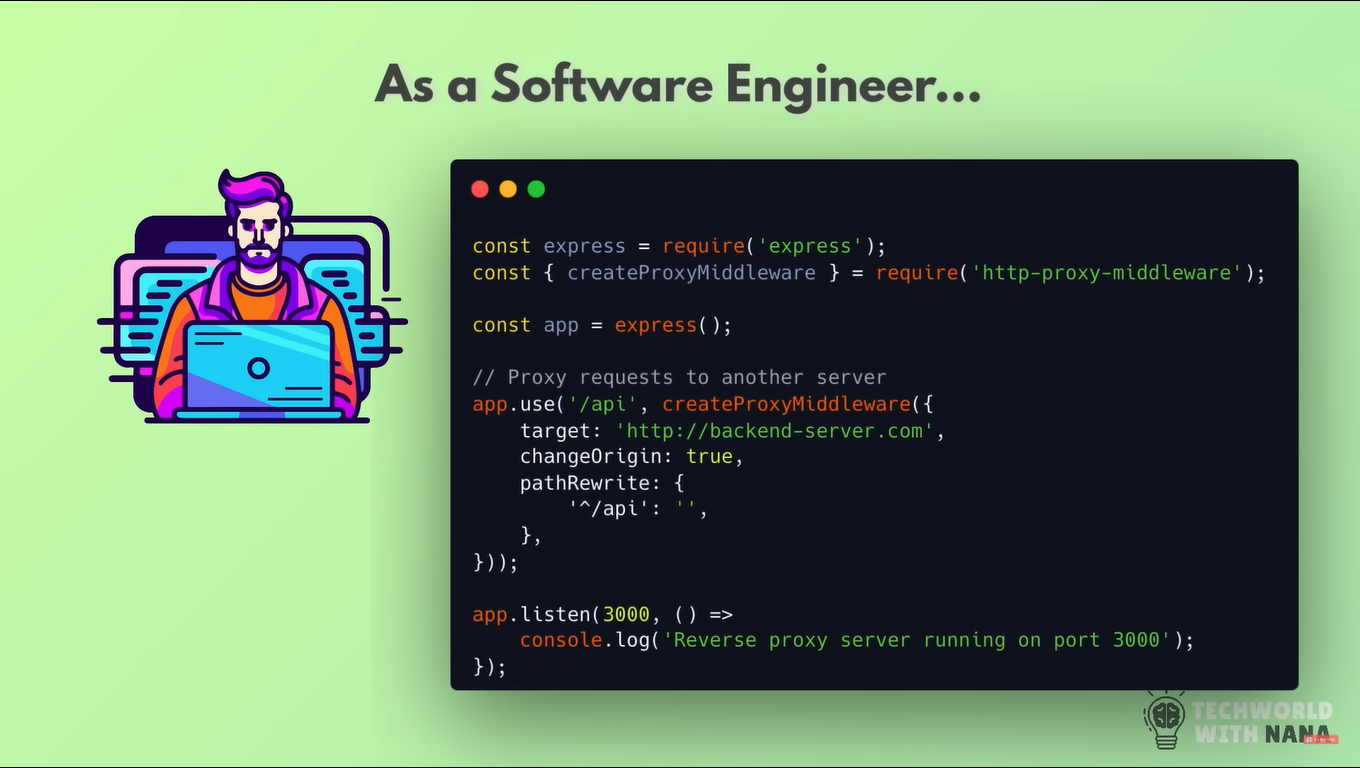 As a Software Engineer...
const express = require('express');
const { createProxyMiddleware } = require('http-proxy-middleware');
const app = express();
// Proxy requests to another server
app.use('/api', createProxyMiddleware({
    target: 'http://backend-server.com',
    changeOrigin: true,
    pathRewrite: {
        '^/api': '',
    },
}));
app.listen(3000, () =>
    console.log('Reverse proxy server running on port 3000');
});
TECHWORLD
WITH NANA